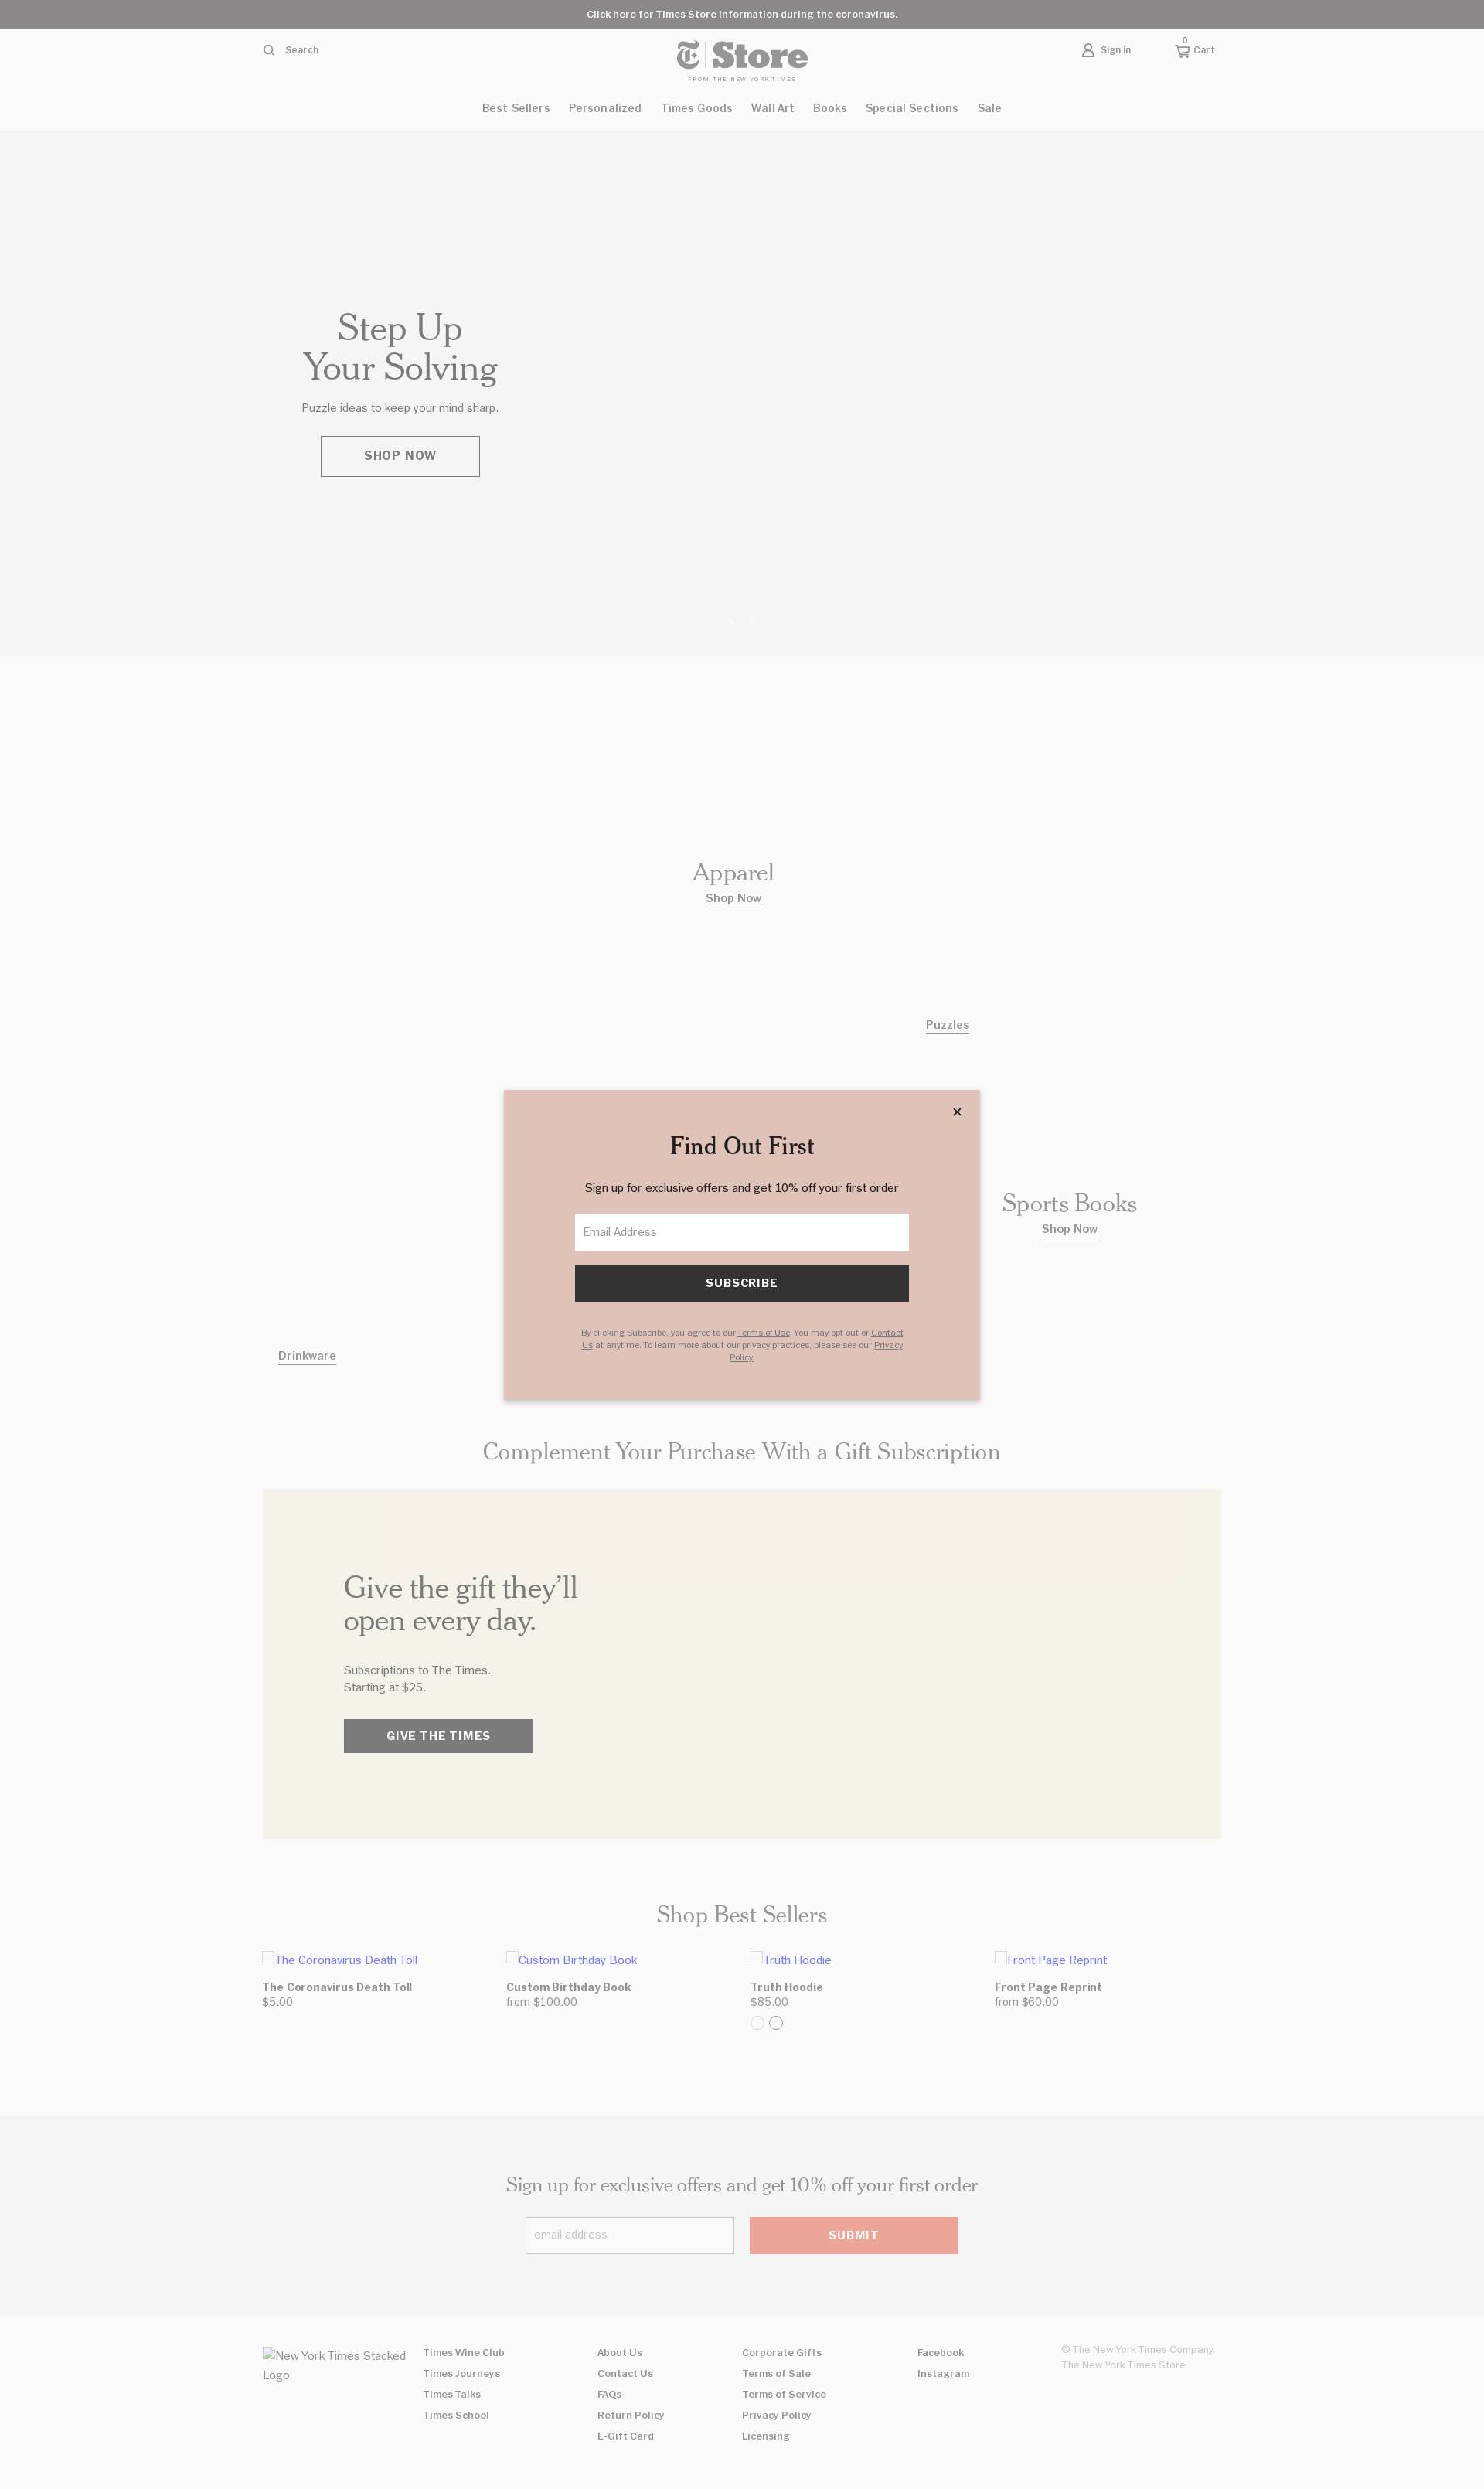 Click here for Times Store information during the coronavirus.
Search
T Store
FROM THE NEW YORK TIMES
Sign in
0
Cart
Best Sellers Personalized Times Goods Wall Art Books Special Sections Sale
Step Up
Your Solving
Puzzle ideas to keep your mind sharp.
SHOP NOW
Apparel
Shop Now
Puzzles
Find Out First
Sign up for exclusive offers and get 10% off your first order
Email Address
SUBSCRIBE
By clicking Subscribe, you agree to our Terms of Use. You may opt out or Contact
Us at anytime. To learn more about our privacy practices, please see our Privacy
Policy.
Sports Books
Shop Now
Drinkware
Complement Your Purchase With a Gift Subscription
Give the gift they’ll
open every day.
Subscriptions to The Times.
Starting at $25.
GIVE THE TIMES
Shop Best Sellers
The Coronavirus Death Toll
The Coronavirus Death Toll
$5.00
Custom Birthday Book
Custom Birthday Book
from $100.00
Truth Hoodie
Truth Hoodie
$85.00
Front Page Reprint
Front Page Reprint
from $60.00
Sign up for exclusive offers and get 10% off your first order
email address
SUBMIT
New York Times Stacked
Logo
Times Wine Club
Times Journeys
Times Talks
Times School
About Us
Contact Us
FAQs
Return Policy
E-Gift Card
Corporate Gifts
Terms of Sale
Terms of Service
Privacy Policy
Licensing
Facebook
Instagram
© The New York Times Company.
The New York Times Store